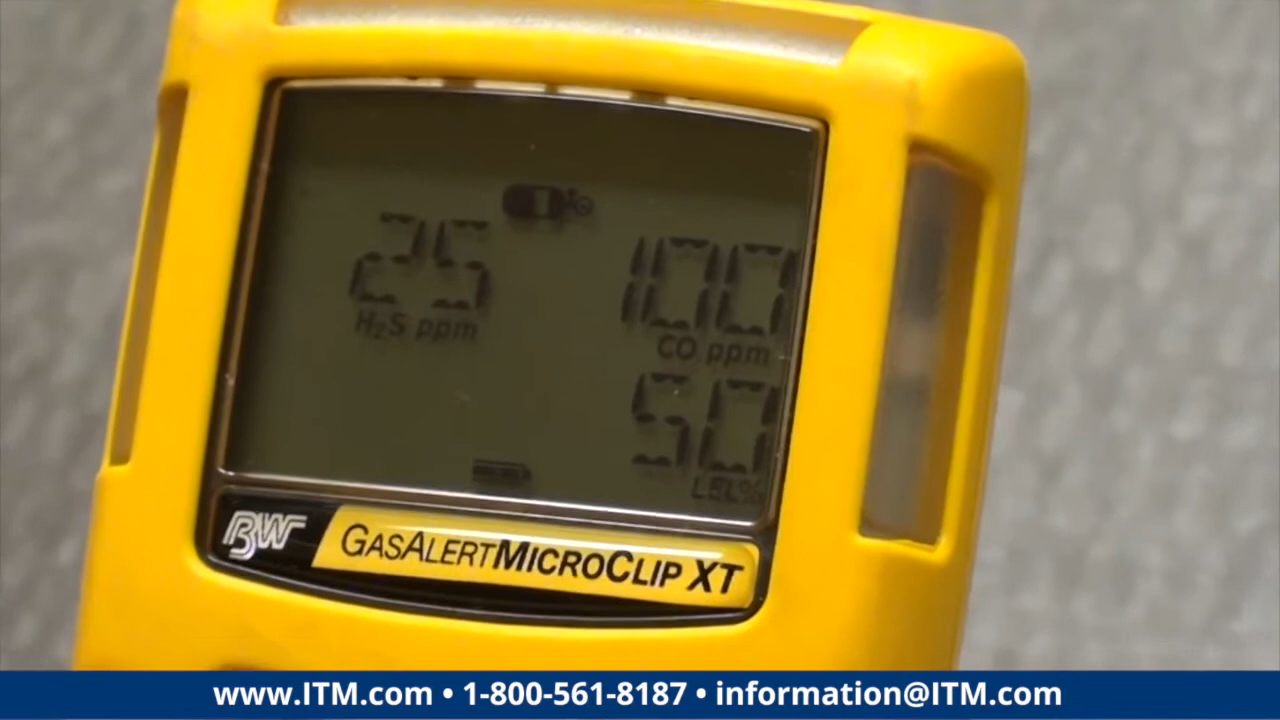 25
H₂S ppm
100
CO ppm
50
LEL%
BW
GASALERTMICROCLIP XT
www.ITM.com • 1-800-561-8187 • information@ITM.com